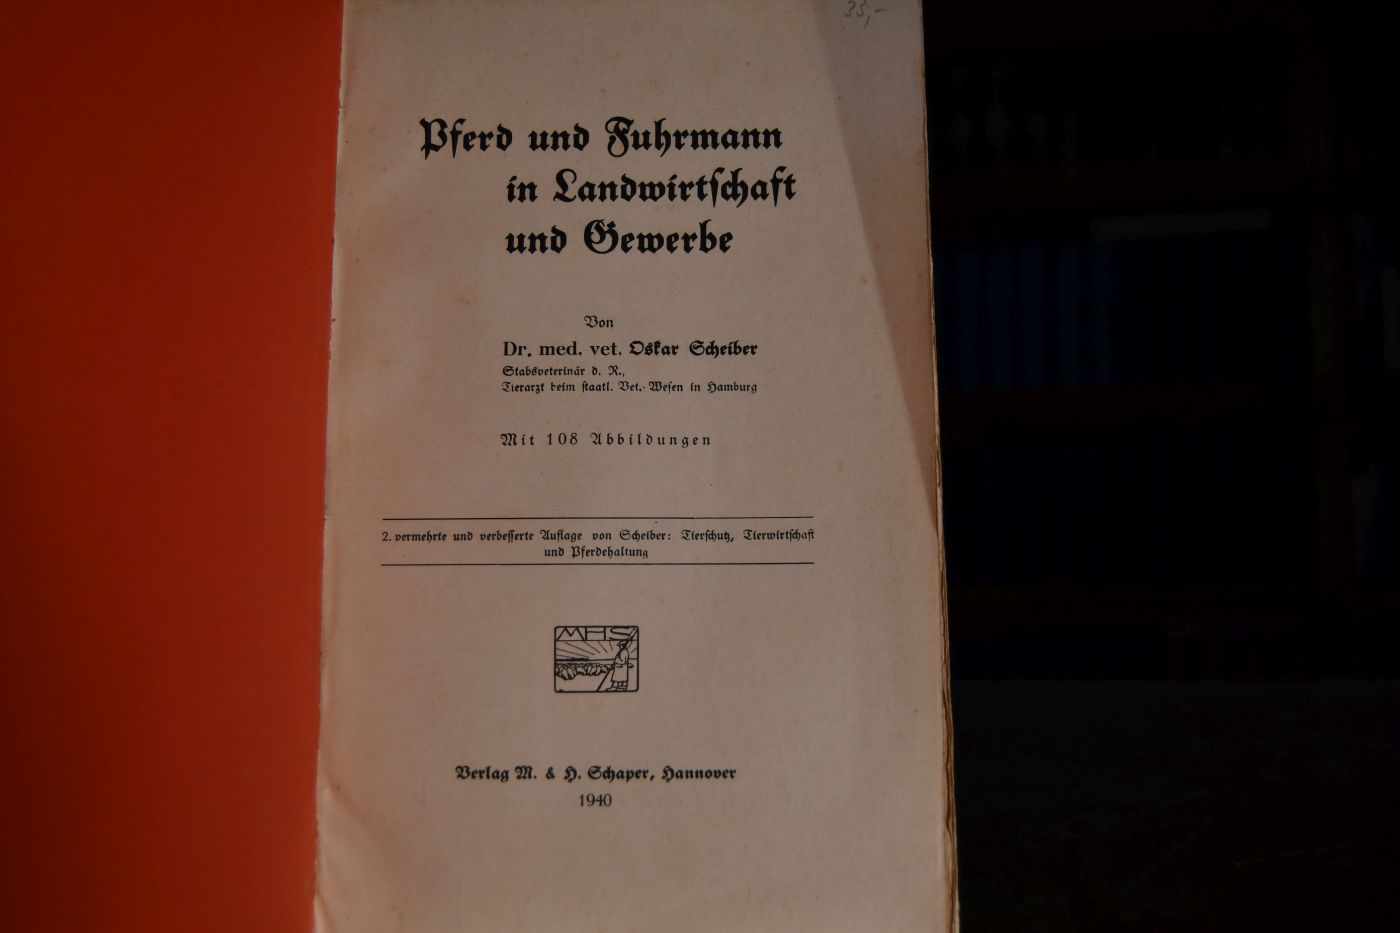 35,-
Pferd und Fuhrmann
in Landwirtschaft
und Gewerbe
Von
Dr. med. vet. Oskar Scheiber
Stabsveterinär d. R.,
Tierarzt beim staatl. Vet.-Wesen in Hamburg
Mit 108 Abbildungen
2. vermehrte und verbesserte Auflage von Scheiber: Tierschutz, Tierwirtschaft
und Pferdehaltung
MHS
Verlag M. & H. Schaper, Hannover
1940